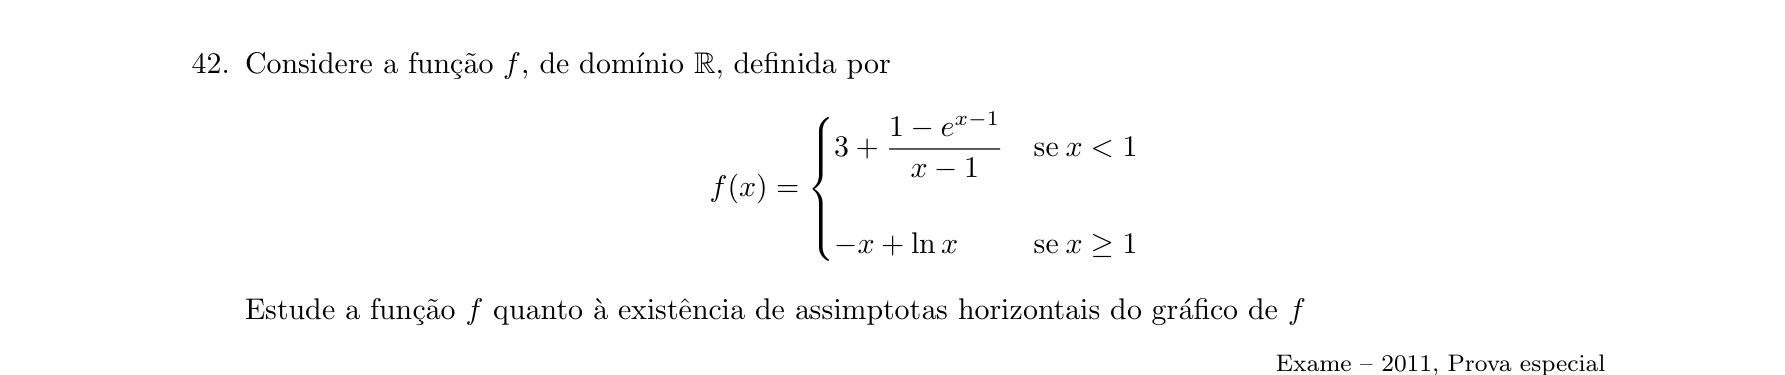 42. Considere a função f, de domínio ℝ, definida por
f(x) = { 3 + \frac{1 − e^{x−1}}{x − 1} se x < 1
−x + ln x se x ≥ 1
Estude a função f quanto à existência de assimptotas horizontais do gráfico de f
Exame – 2011, Prova especial